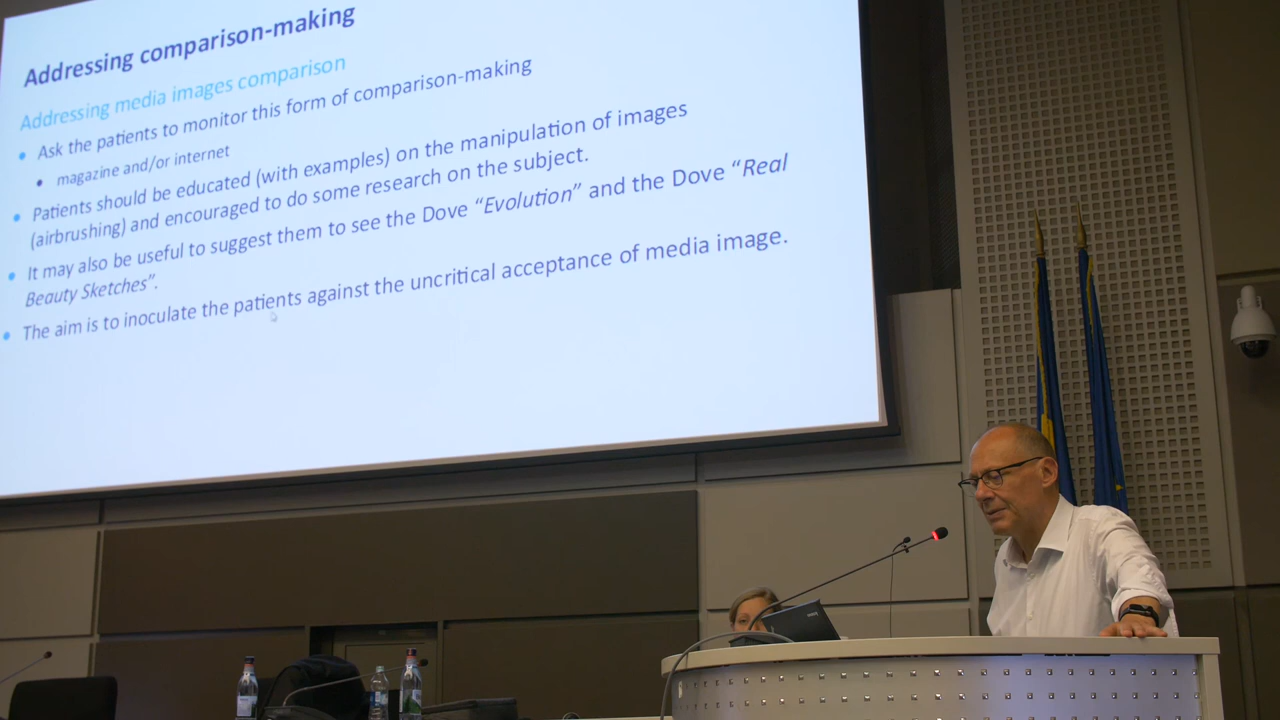 Addressing comparison-making
Addressing media images comparison
Ask the patients to monitor this form of comparison-making
magazine and/or internet
Patients should be educated (with examples) on the manipulation of images
(airbrushing) and encouraged to do some research on the subject.
It may also be useful to suggest them to see the Dove “Evolution” and the Dove “Real
Beauty Sketches”.
The aim is to inoculate the patients against the uncritical acceptance of media image.